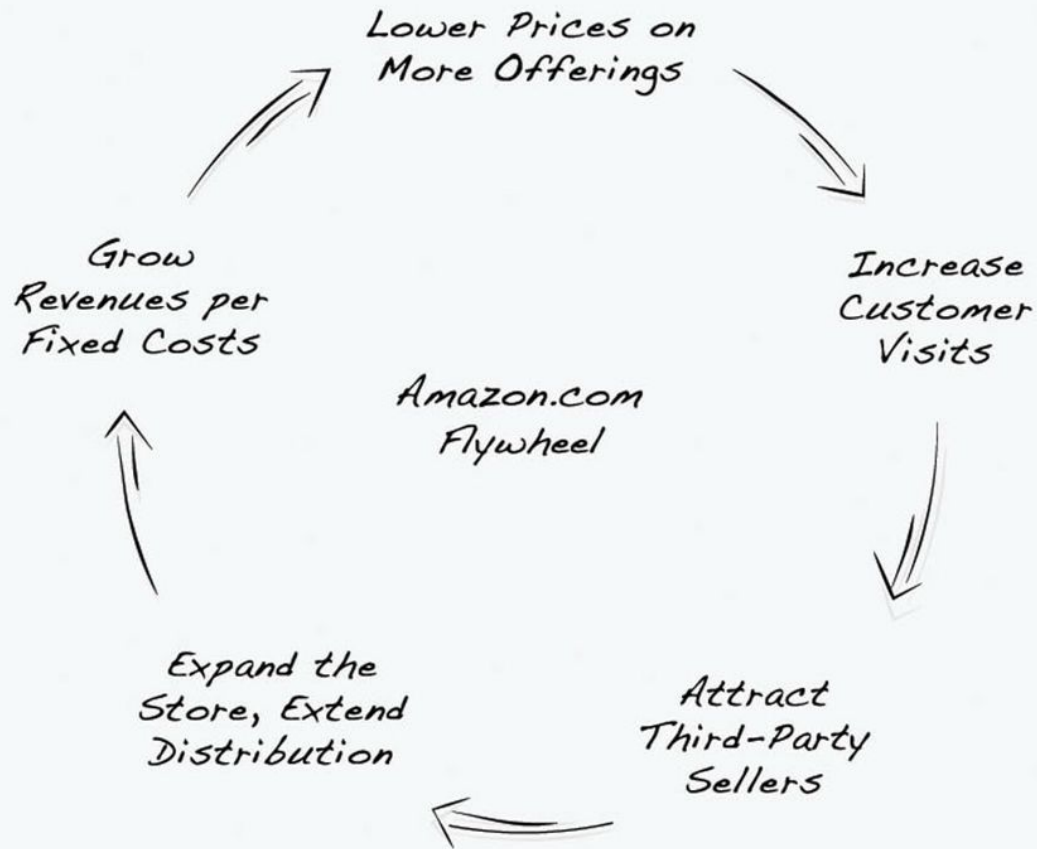 Lower Prices on
More Offerings
Increase
Customer
Visits
Attract
Third-Party
Sellers
Expand the
Store, Extend
Distribution
Grow
Revenues per
Fixed Costs
Amazon.com
Flywheel